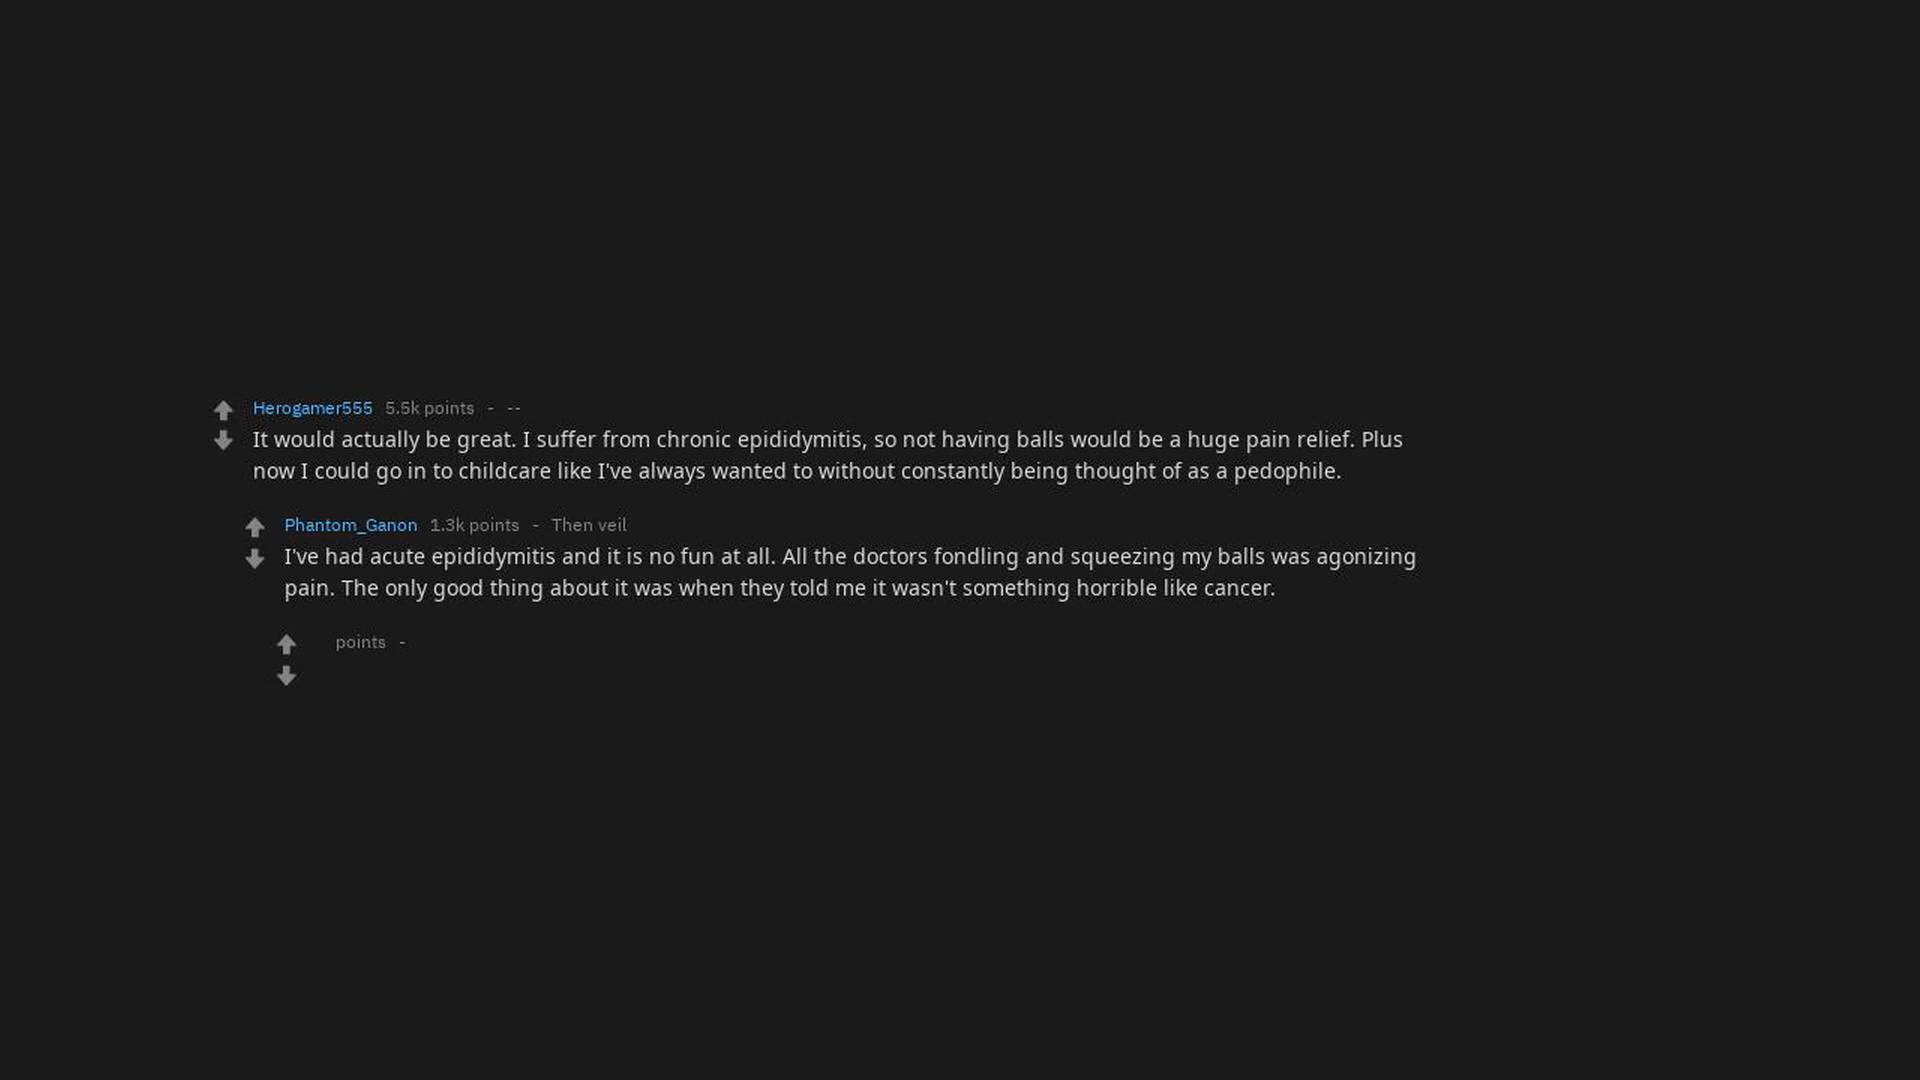 Herogamer555 5.5k points - --
It would actually be great. I suffer from chronic epididymitis, so not having balls would be a huge pain relief. Plus
now I could go in to childcare like I've always wanted to without constantly being thought of as a pedophile.
Phantom_Ganon 1.3k points - Then veil
I've had acute epididymitis and it is no fun at all. All the doctors fondling and squeezing my balls was agonizing
pain. The only good thing about it was when they told me it wasn't something horrible like cancer.
points -